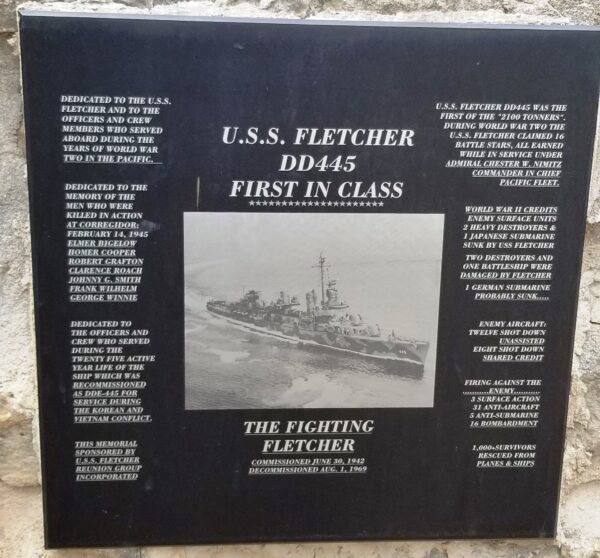 DEDICATED TO THE U.S.S.
FLETCHER AND TO THE
OFFICERS AND CREW
MEMBERS WHO SERVED
ABOARD DURING THE
YEARS OF WORLD WAR
TWO IN THE PACIFIC.
DEDICATED TO THE
MEMORY OF THE
MEN WHO WERE
KILLED IN ACTION
AT CORREGIDOR:
FEBRUARY 14, 1945
ELMER BIGELOW
HOMER COOPER
ROBERT GRAFTON
CLARENCE ROACH
JOHNNY G. SMITH
FRANK WILHELM
GEORGE WINNIE
DEDICATED TO
THE OFFICERS AND
CREW WHO SERVED
DURING THE
TWENTY FIVE ACTIVE
YEAR LIFE OF THE
SHIP WHICH WAS
RECOMMISSIONED
AS DDE-445 FOR
SERVICE DURING
THE KOREAN AND
VIETNAM CONFLICT.
THIS MEMORIAL
SPONSORED BY
U.S.S. FLETCHER
REUNION GROUP
INCORPORATED
U.S.S. FLETCHER
DD445
FIRST IN CLASS
*********************
445
THE FIGHTING
FLETCHER
COMMISSIONED JUNE 30, 1942
DECOMMISSIONED AUG. 1, 1969
U.S.S. FLETCHER DD445 WAS THE
FIRST OF THE "2100 TONNERS".
DURING WORLD WAR TWO THE
U.S.S. FLETCHER CLAIMED 16
BATTLE STARS, ALL EARNED
WHILE IN SERVICE UNDER
ADMIRAL CHESTER W. NIMITZ
COMMANDER IN CHIEF
PACIFIC FLEET.
WORLD WAR II CREDITS
ENEMY SURFACE UNITS
2 HEAVY DESTROYERS &
1 JAPANESE SUBMARINE
SUNK BY USS FLETCHER
TWO DESTROYERS AND
ONE BATTLESHIP WERE
DAMAGED BY FLETCHER
1 GERMAN SUBMARINE
PROBABLY SUNK.....
ENEMY AIRCRAFT:
TWELVE SHOT DOWN
UNASSISTED
EIGHT SHOT DOWN
SHARED CREDIT
FIRING AGAINST THE
............ENEMY............
3 SURFACE ACTION
31 ANTI-AIRCRAFT
5 ANTI-SUBMARINE
16 BOMBARDMENT
1,000+SURVIVORS
RESCUED FROM
PLANES & SHIPS